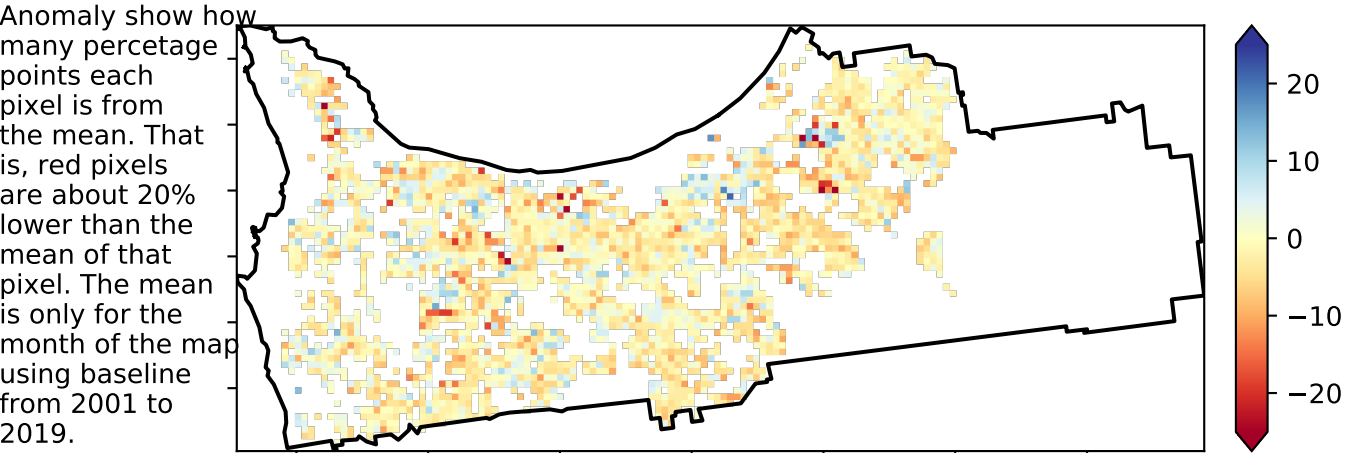 Anomaly show how
many percetage
points each
pixel is from
the mean. That
is, red pixels
are about 20%
lower than the
mean of that
pixel. The mean
is only for the
month of the map
using baseline
from 2001 to
2019.
20
10
0
−10
−20